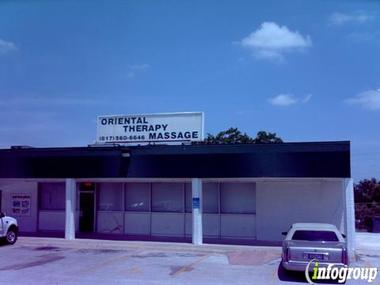 ORIENTAL
THERAPY
(817) 560-6646 MASSAGE
infogroup